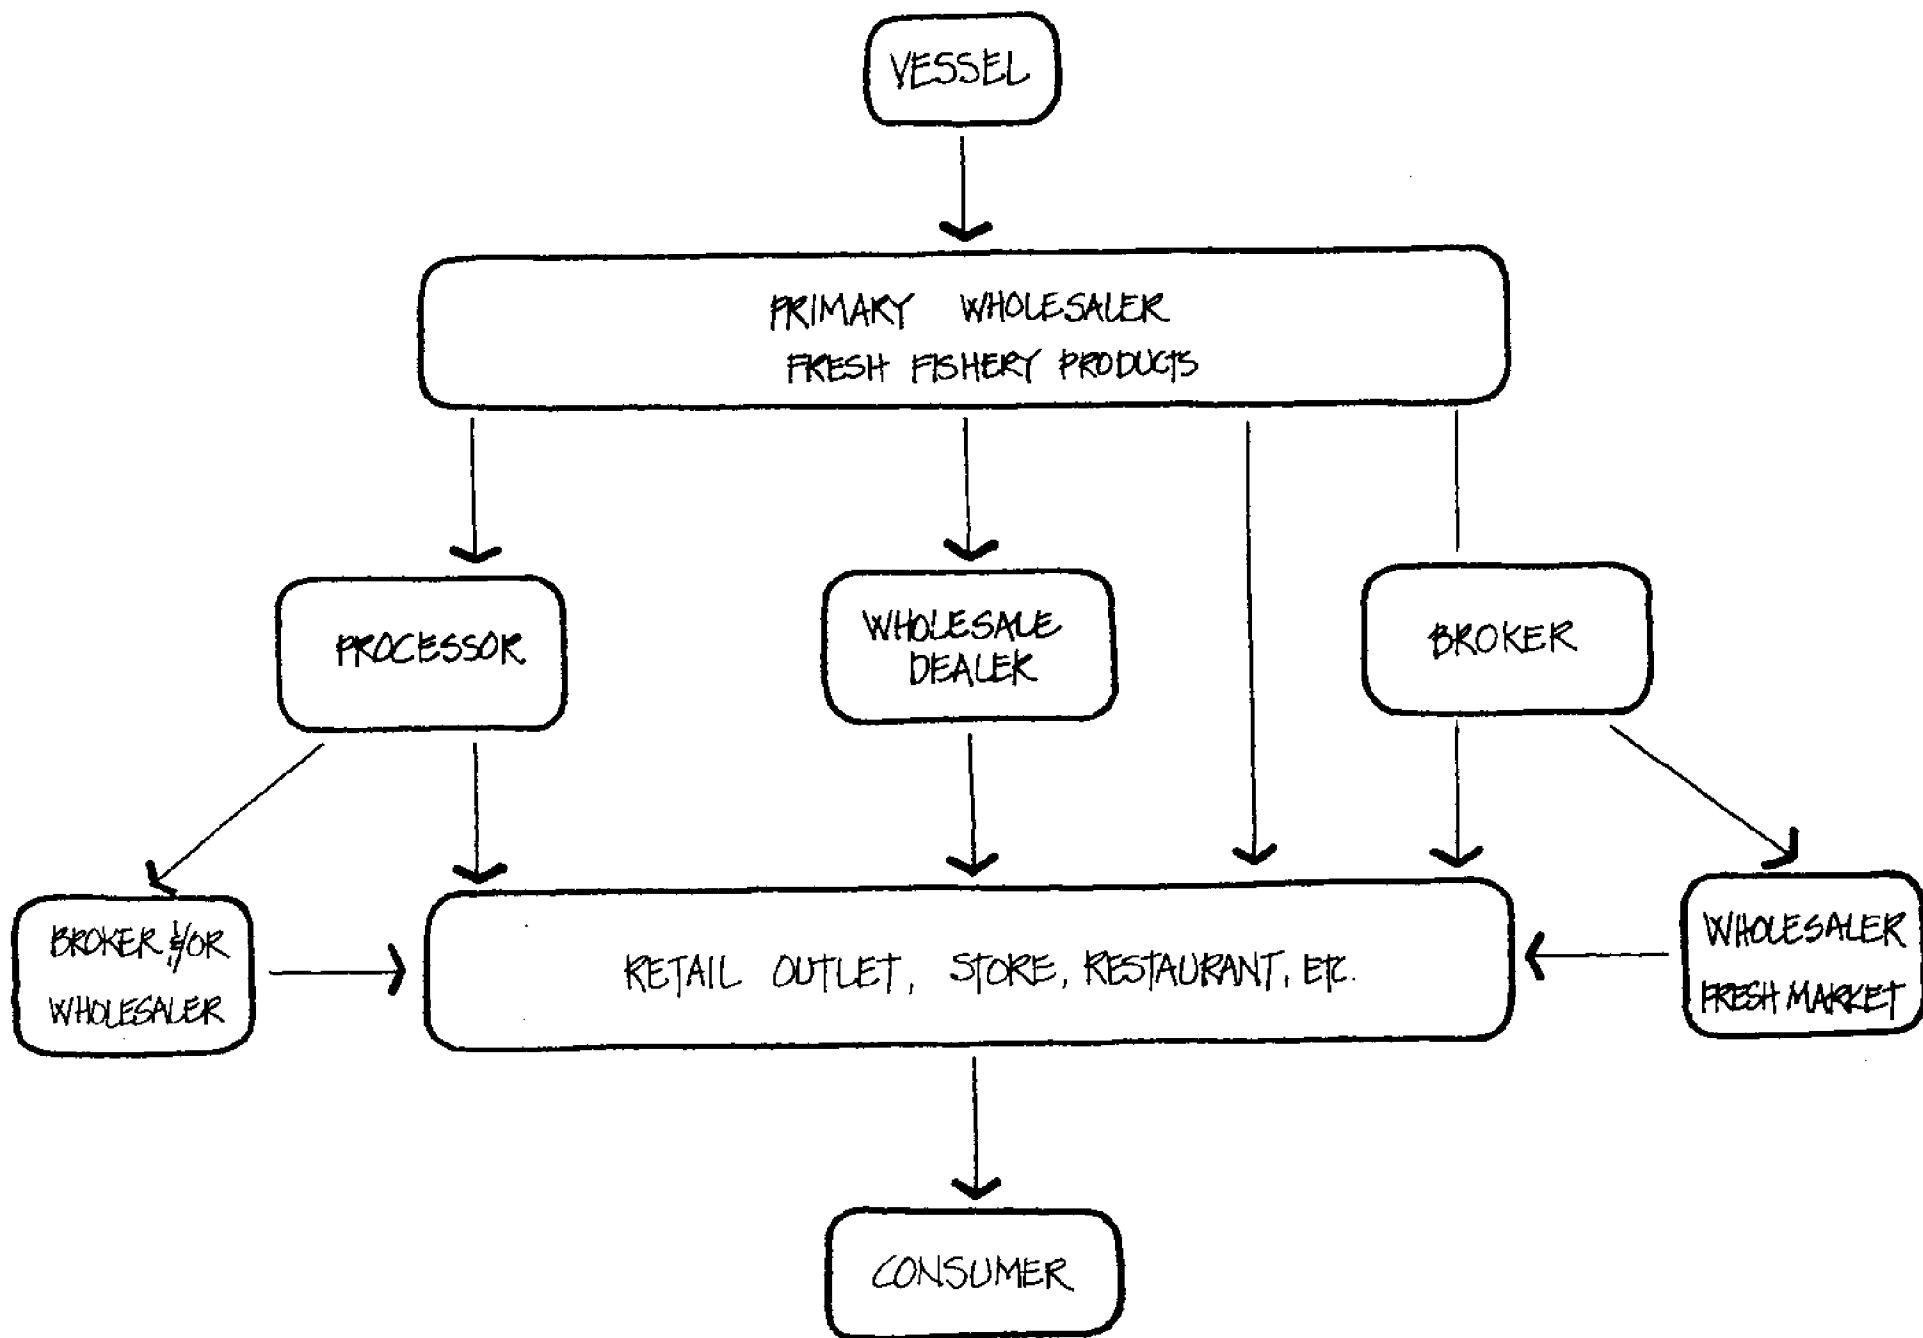 VESSEL
PRIMARY WHOLESALER
FRESH FISHERY PRODUCTS
PROCESSOR
WHOLESALE
DEALER
BROKER
BROKER &/OR
WHOLESALER
RETAIL OUTLET, STORE, RESTAURANT, ETC.
WHOLESALER
FRESH MARKET
CONSUMER